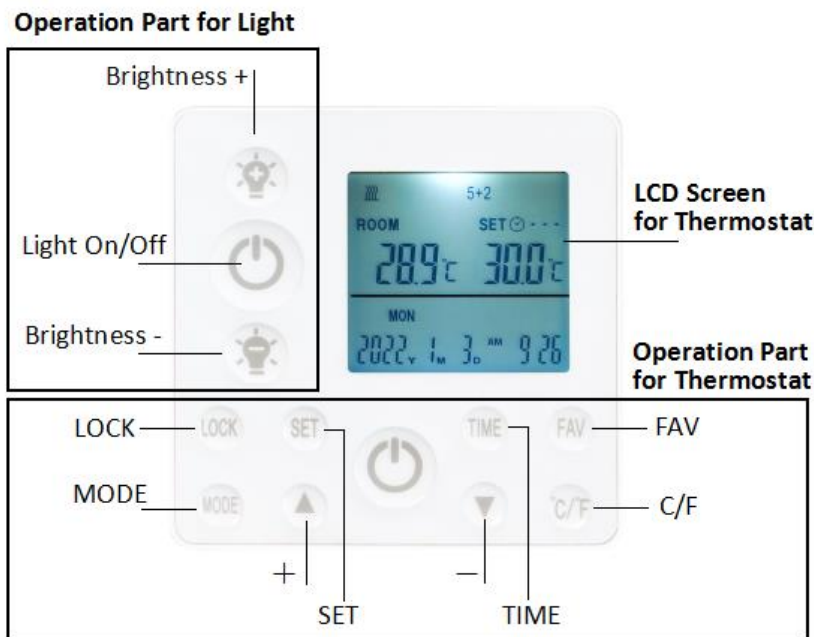 Operation Part for Light
Brightness +
Light On/Off
Brightness -
5+2
ROOM SET - - -
28.9℃ 30.0℃
MON
2022Y 1M 3D AM 9 26
LCD Screen
for Thermostat
Operation Part
for Thermostat
LOCK LOCK SET TIME FAV FAV
MODE MODE ▲ ▼ °C/°F C/F
+ −
SET TIME